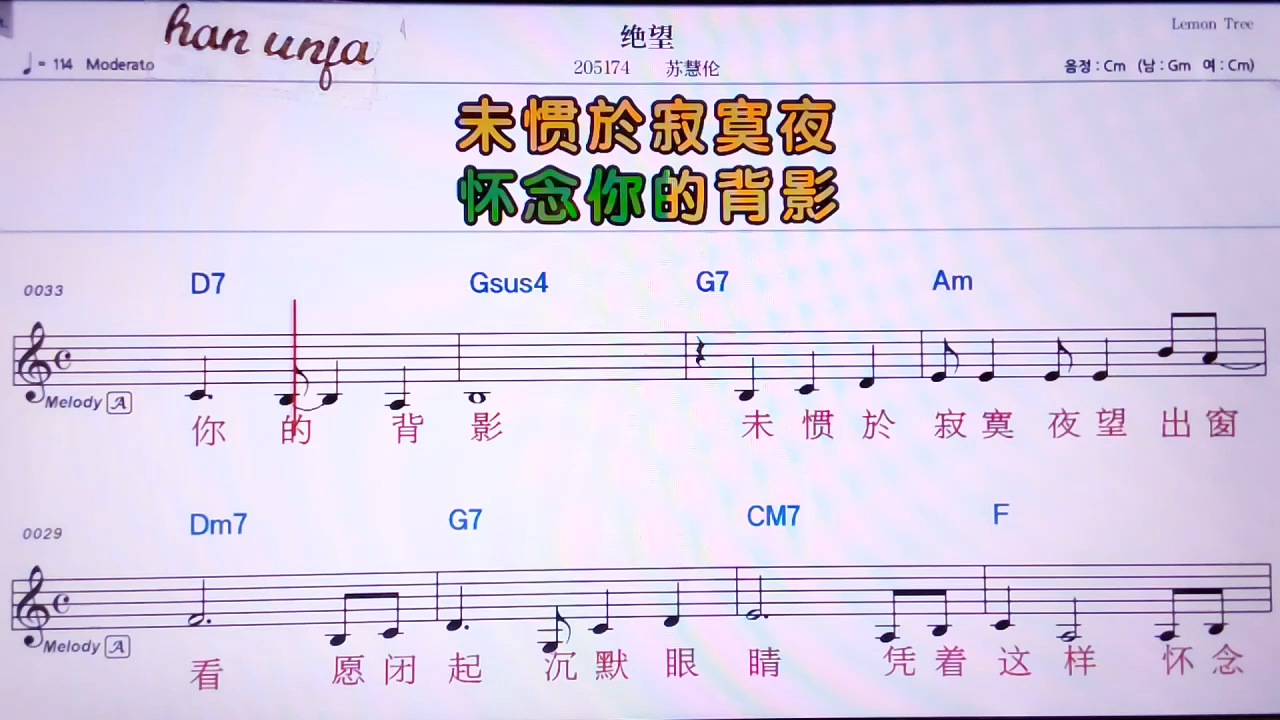 han unfa
绝望
Lemon Tree
♩= 114 Moderato
205174 苏慧伦
음정 : Cm (남 : Gm 여 : Cm)
未惯於寂寞夜
怀念你的背影
0033
D7 Gsus4 G7 Am
Melody A
你 的 背 影 未 惯 於 寂 寞 夜 望 出 窗
0029
Dm7 G7 CM7 F
Melody A
看 愿 闭 起 沉 默 眼 睛 凭 着 这 样 怀 念